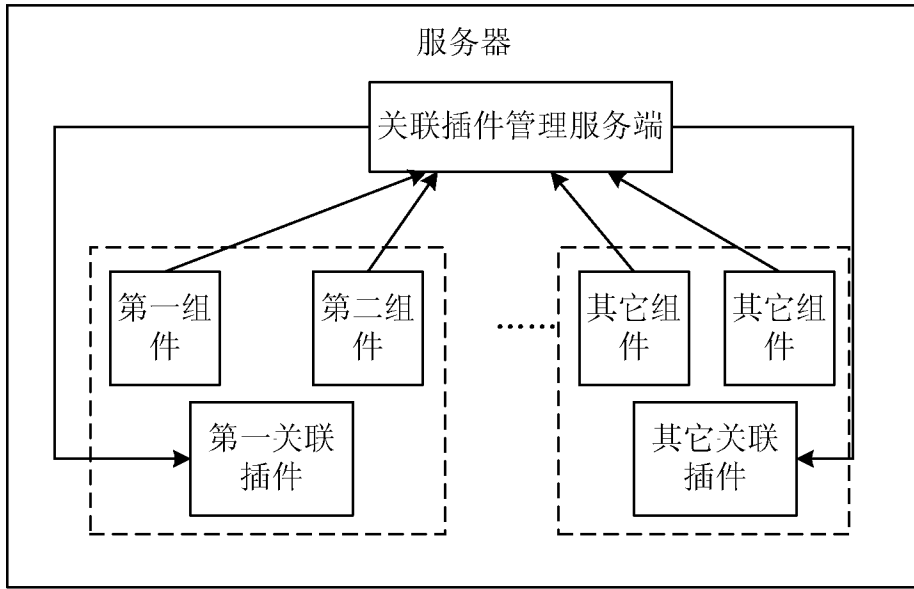 服务器
关联插件管理服务端
第一组
件
第二组
件
……
其它组
件
其它组
件
第一关联
插件
其它关联
插件